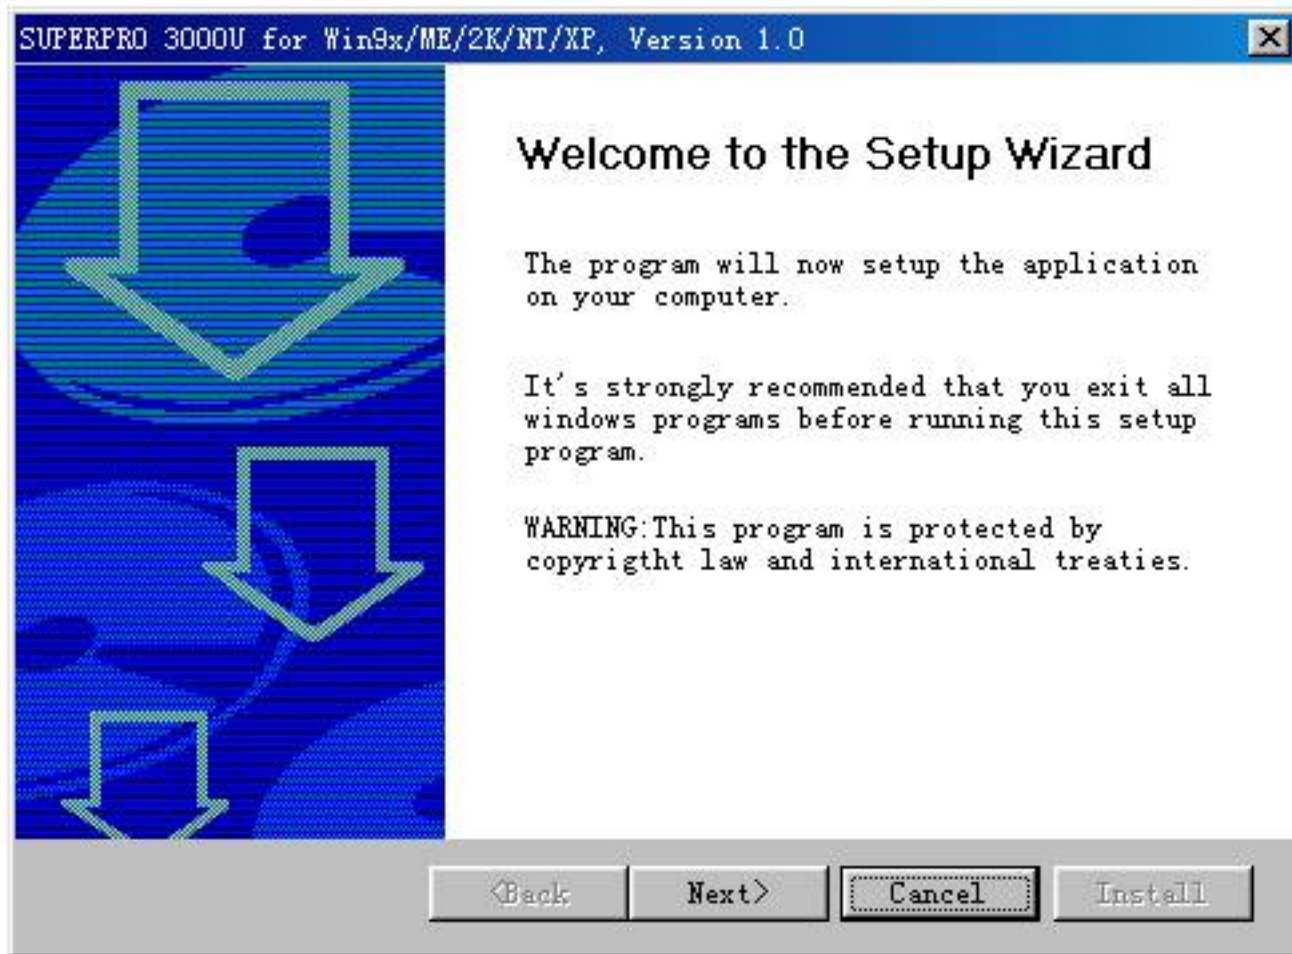 SUPERPRO 3000U for Win9x/ME/2K/NT/XP, Version 1.0
Welcome to the Setup Wizard
The program will now setup the application
on your computer.
It's strongly recommended that you exit all
windows programs before running this setup
program.
WARNING:This program is protected by
copyrigtht law and international treaties.
<Back
Next>
Cancel
Install